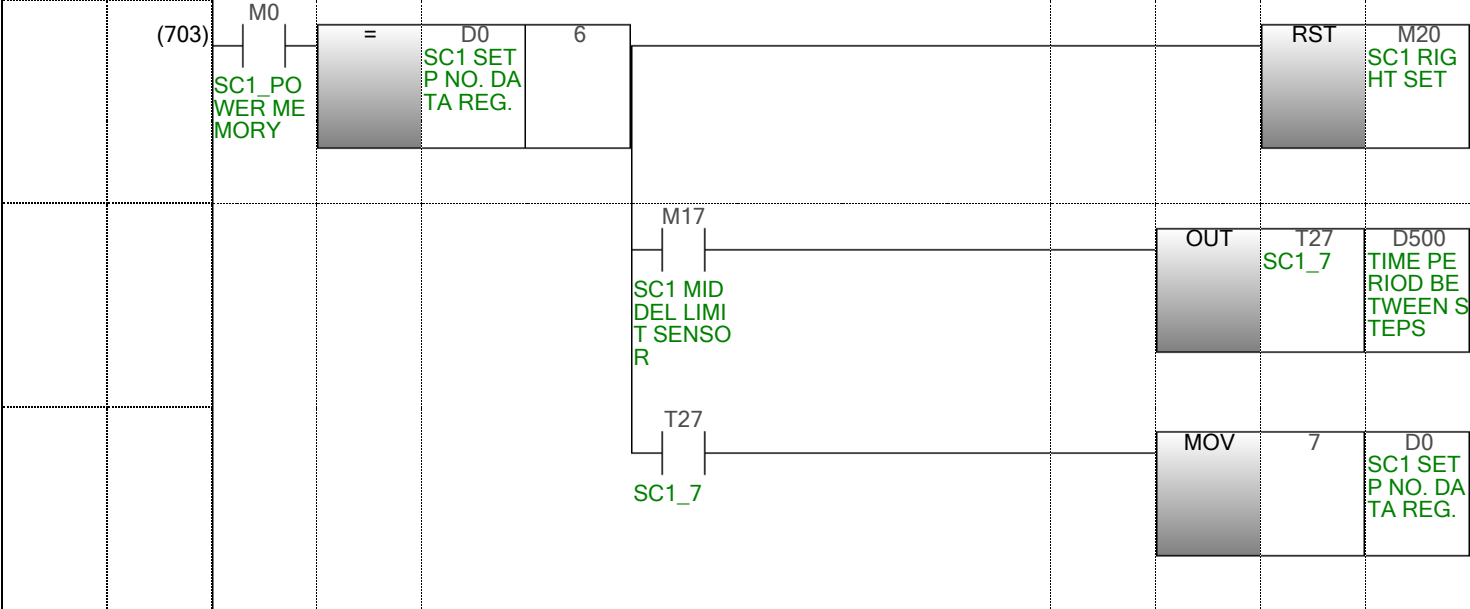 M0
(703)
=
D0
6
RST
M20
SC1 SET
P NO. DA
TA REG.
SC1 RIG
HT SET
SC1_PO
WER ME
MORY
M17
OUT
T27
D500
SC1_7
TIME PE
RIOD BE
TWEEN S
TEPS
SC1 MID
DEL LIMI
T SENSO
R
T27
MOV
7
D0
SC1 SET
P NO. DA
TA REG.
SC1_7